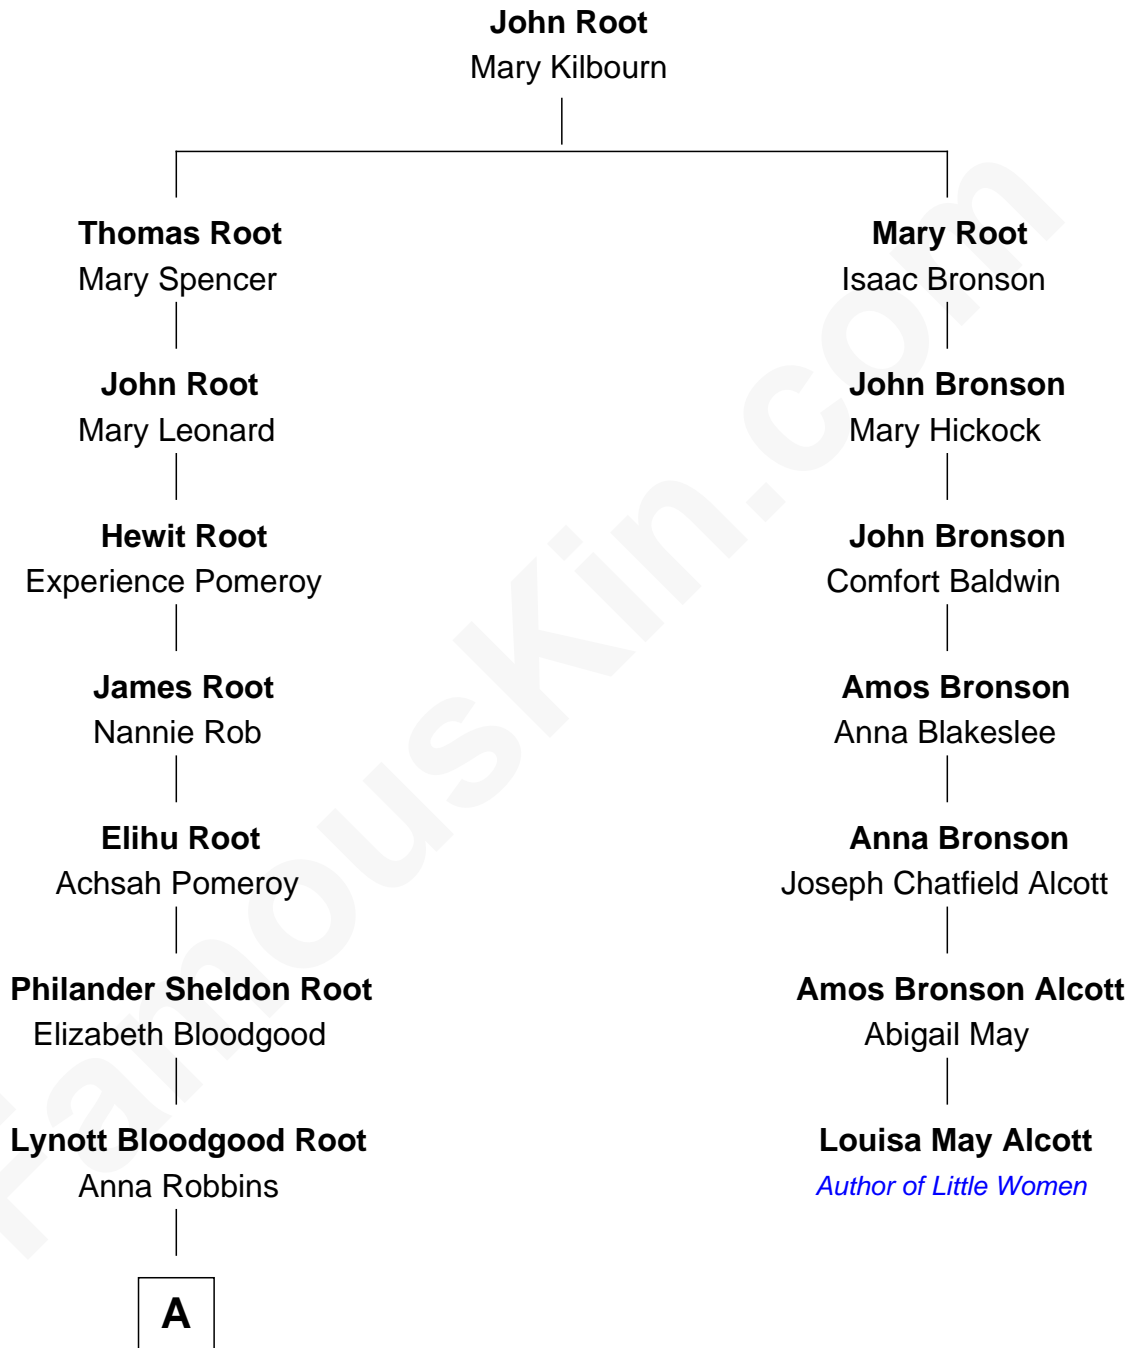 John Root
Mary Kilbourn
Thomas Root
Mary Spencer
Mary Root
Isaac Bronson
John Root
Mary Leonard
John Bronson
Mary Hickock
Hewit Root
Experience Pomeroy
John Bronson
Comfort Baldwin
James Root
Nannie Rob
Amos Bronson
Anna Blakeslee
Elihu Root
Achsah Pomeroy
Anna Bronson
Joseph Chatfield Alcott
Philander Sheldon Root
Elizabeth Bloodgood
Amos Bronson Alcott
Abigail May
Lynott Bloodgood Root
Anna Robbins
Louisa May Alcott
Author of Little Women
A
FamousKin.com